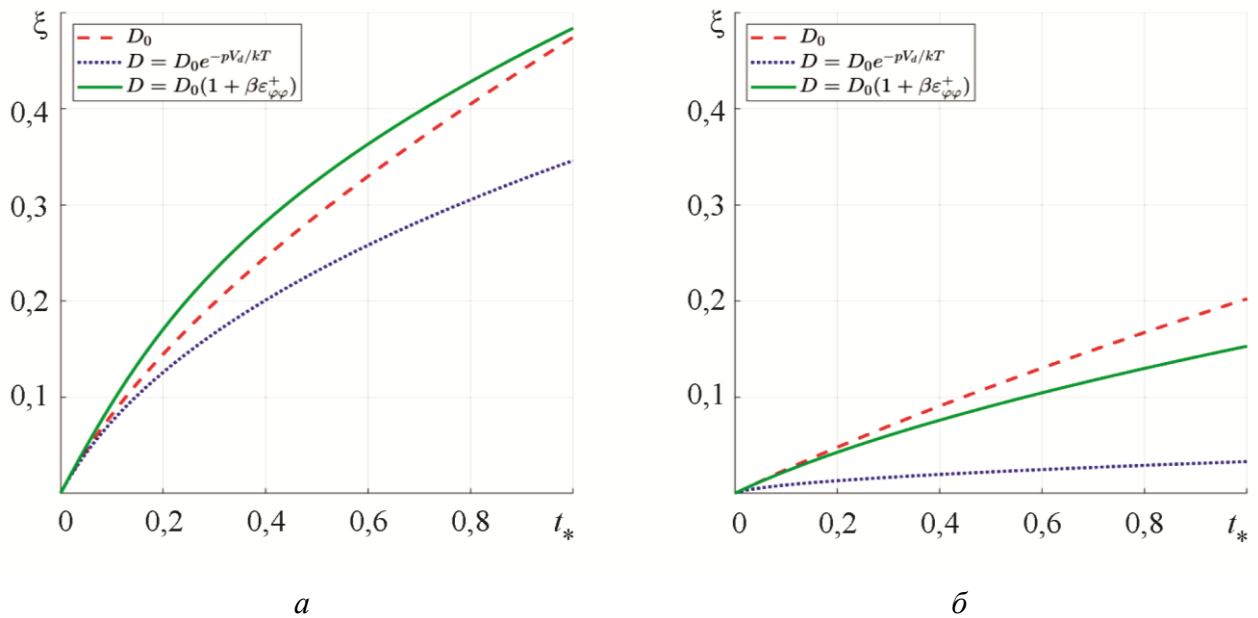 ξ
D₀
D = D₀e^{−pV_d/kT}
D = D₀(1 + βε⁺_{φφ})
0,4
0,3
0,2
0,1
0 0,2 0,4 0,6 0,8 t_*
а
ξ
D₀
D = D₀e^{−pV_d/kT}
D = D₀(1 + βε⁺_{φφ})
0,4
0,3
0,2
0,1
0 0,2 0,4 0,6 0,8 t_*
б